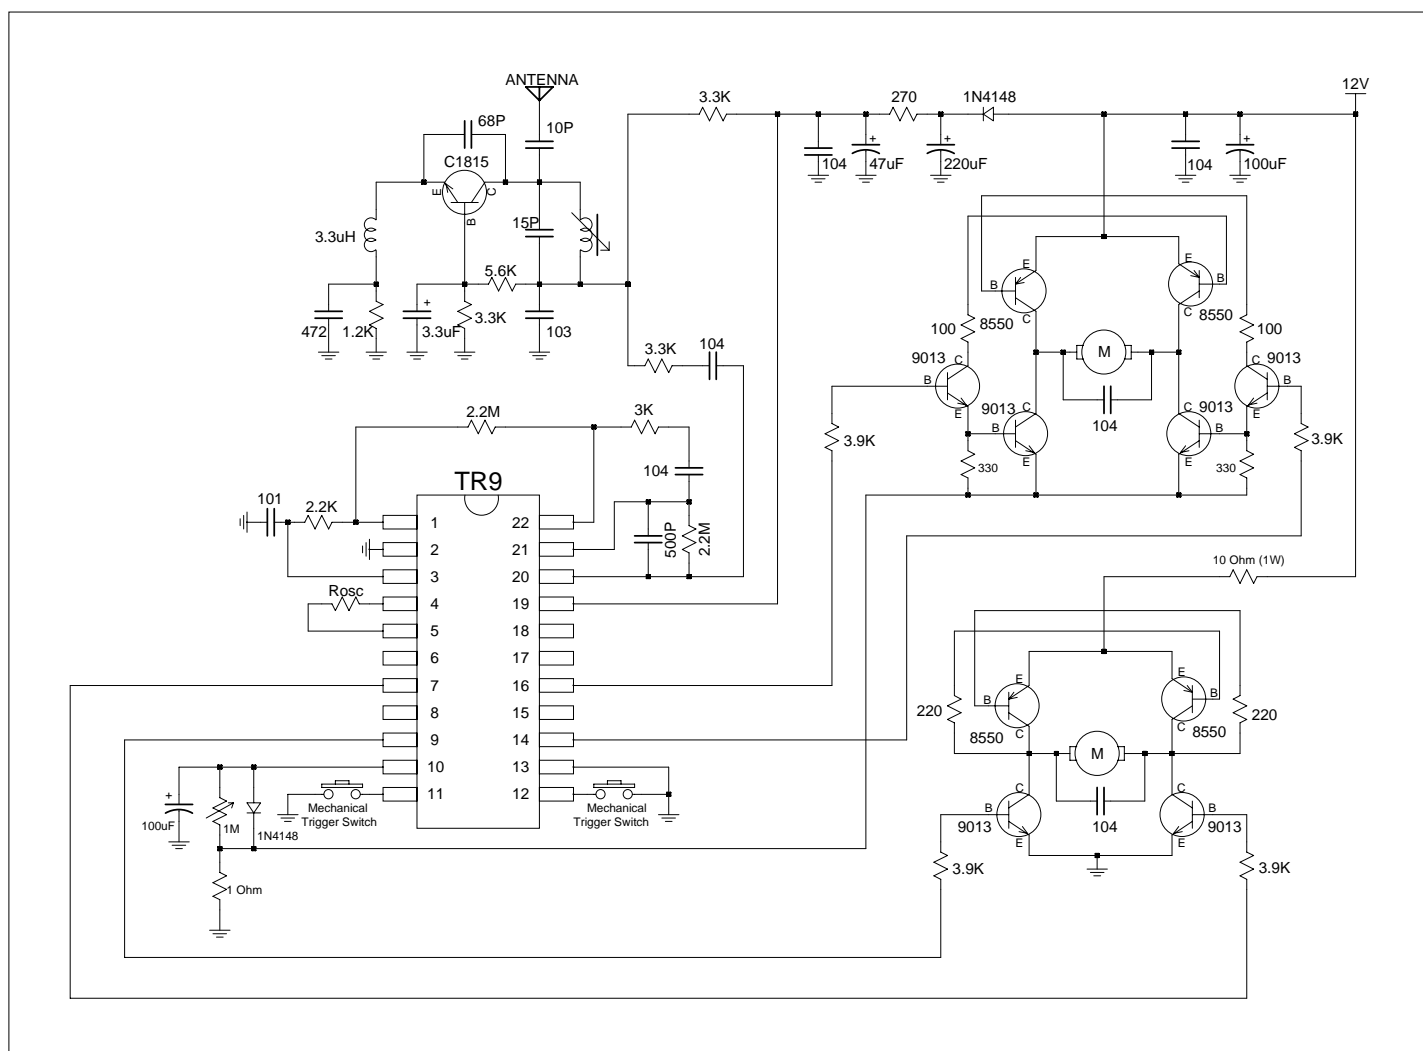 ANTENNA
12V
3.3K
270
1N4148
68P
10P
C1815
E
C
B
104
+
47uF
+
220uF
104
+
100uF
15P
3.3uH
5.6K
472
1.2K
+
3.3uF
3.3K
103
E
B
C
8550
E
B
C
8550
100
100
M
3.3K
104
9013
C
B
E
9013
C
B
E
104
9013
C
B
E
9013
C
B
E
2.2M
3K
3.9K
3.9K
104
330
330
TR9
101
2.2K
1
22
2
21
500P
2.2M
3
20
10 Ohm (1W)
Rosc
4
19
5
18
6
17
7
16
8
15
9
14
10
13
11
12
E
B
C
8550
E
B
C
8550
220
220
M
+
100uF
1M
1N4148
Mechanical
Trigger Switch
Mechanical
Trigger Switch
C
B
E
9013
104
C
B
E
9013
1 Ohm
3.9K
3.9K